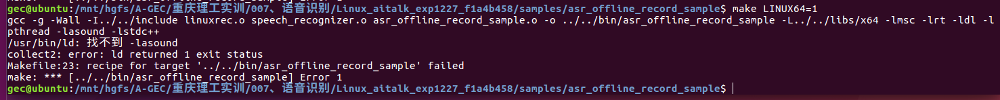 gec@ubuntu:/mnt/hgfs/A-GEC/重庆理工实训/007、语音识别/Linux_aitalk_exp1227_f1a4b458/samples/asr_offline_record_sample$ make LINUX64=1
gcc -g -Wall -I../../include linuxrec.o speech_recognizer.o asr_offline_record_sample.o -o ../../bin/asr_offline_record_sample -L../../libs/x64 -lmsc -lrt -ldl -l
pthread -lasound -lstdc++
/usr/bin/ld: 找不到 -lasound
collect2: error: ld returned 1 exit status
Makefile:23: recipe for target '../../bin/asr_offline_record_sample' failed
make: *** [../../bin/asr_offline_record_sample] Error 1
gec@ubuntu:/mnt/hgfs/A-GEC/重庆理工实训/007、语音识别/Linux_aitalk_exp1227_f1a4b458/samples/asr_offline_record_sample$